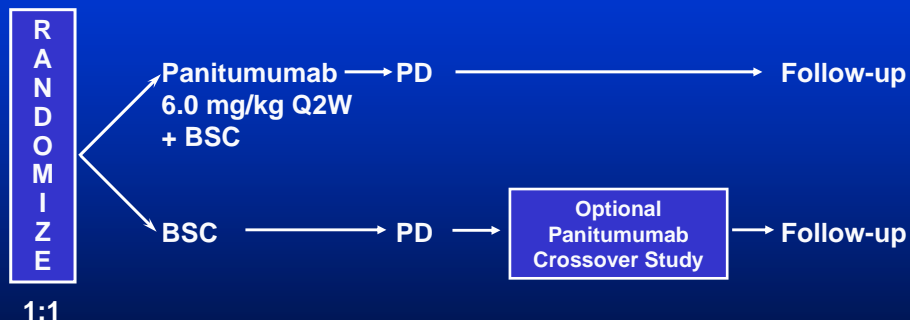 R
A
N
D
O
M
I
Z
E
1:1
Panitumumab
6.0 mg/kg Q2W
+ BSC
PD
Follow-up
BSC
PD
Optional
Panitumumab
Crossover Study
Follow-up